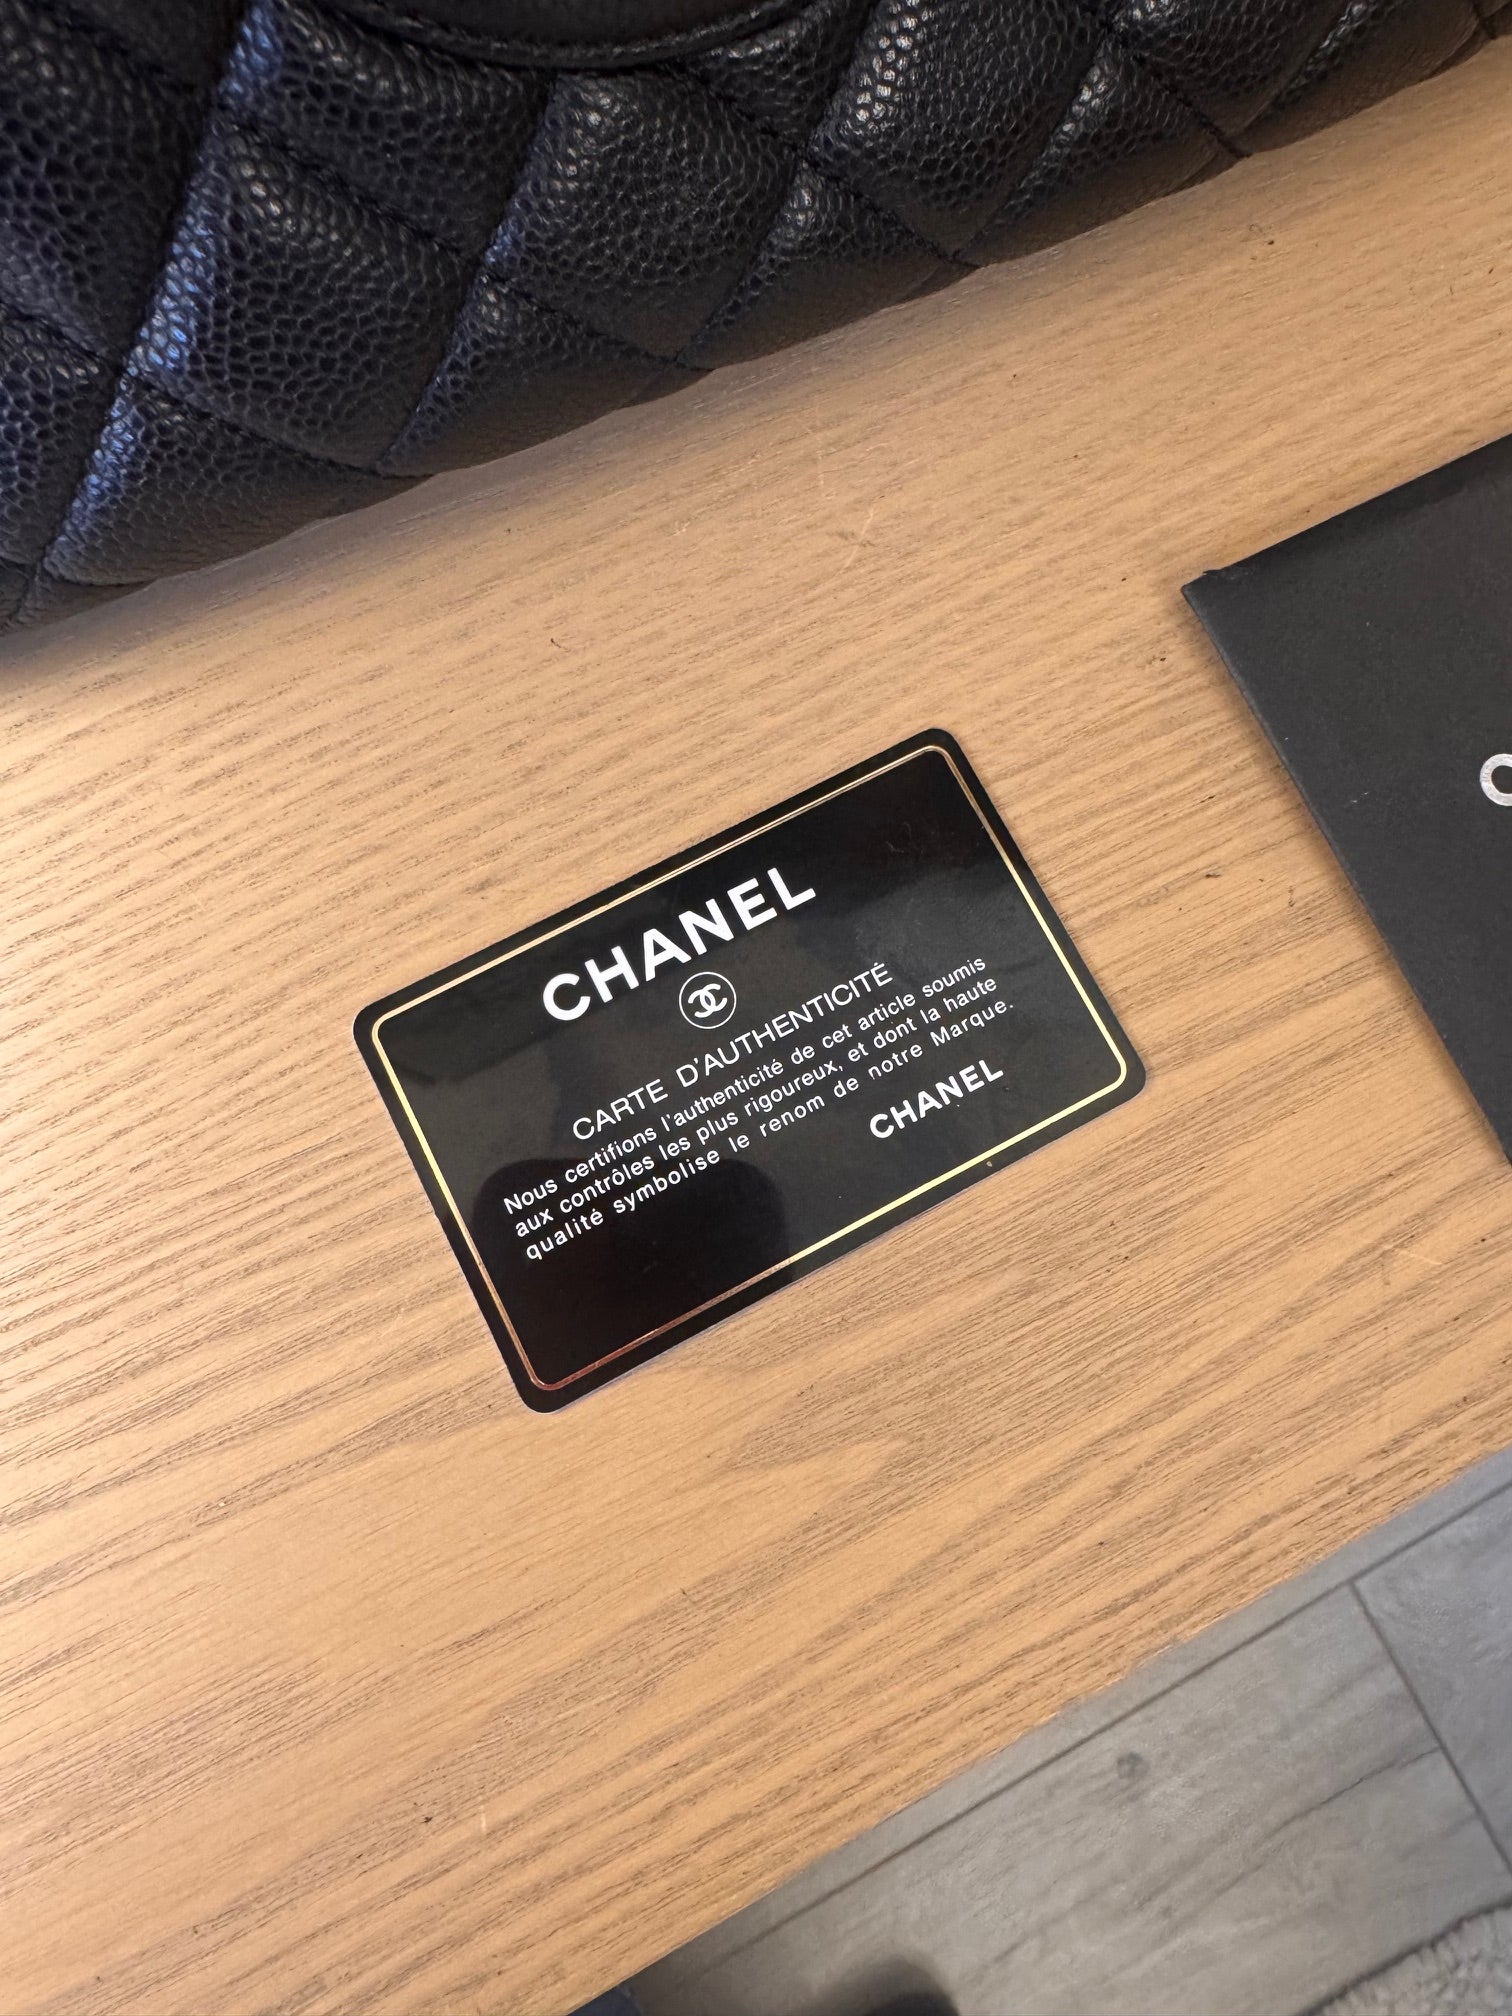 CHANEL
CARTE D'AUTHENTICITÉ
Nous certifions l'authenticité de cet article soumis
aux contrôles les plus rigoureux, et dont la haute
qualité symbolise le renom de notre Marque.
CHANEL